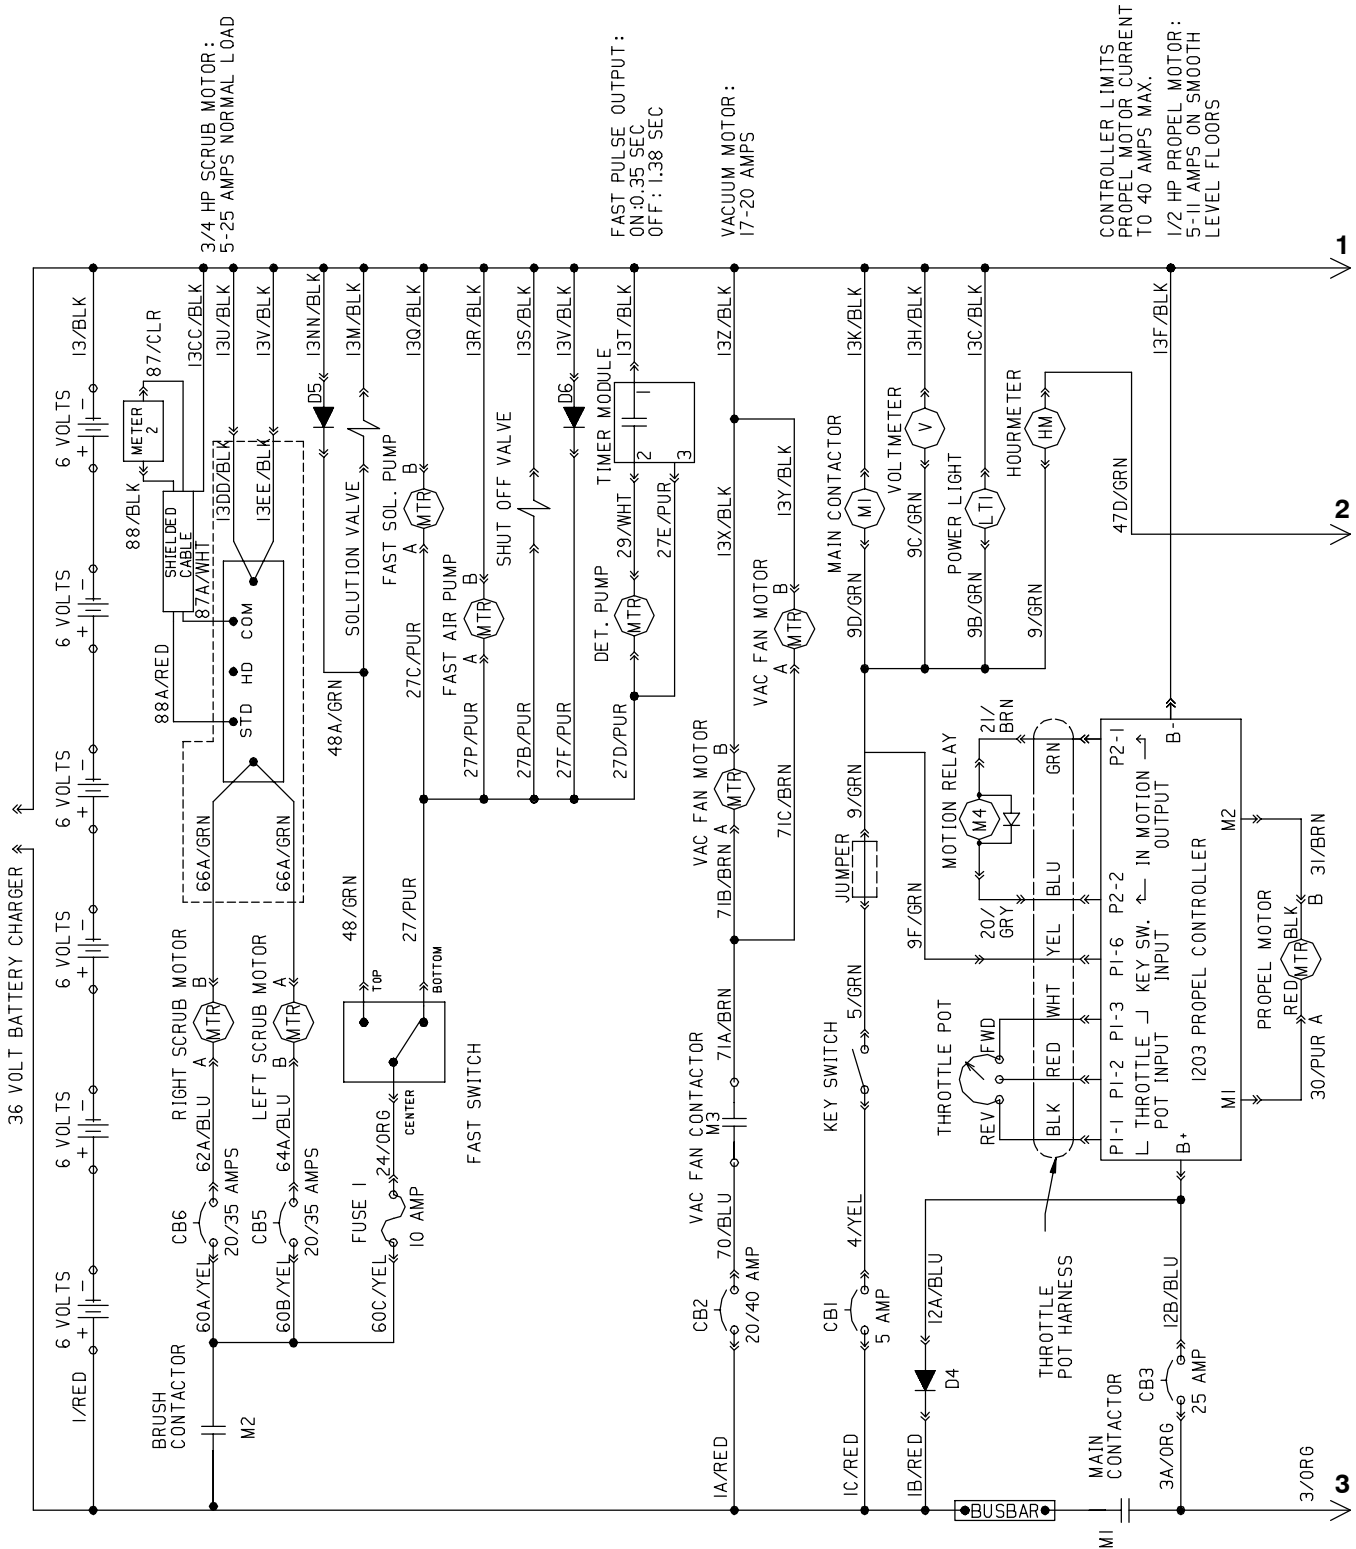 36 VOLT BATTERY CHARGER
1/RED
6 VOLTS
+ -
6 VOLTS
+ -
6 VOLTS
+ -
6 VOLTS
+ -
6 VOLTS
+ -
6 VOLTS
+ -
13/BLK
BRUSH
CONTACTOR
M2
60A/YEL
CB6
20/35 AMPS
62A/BLU
RIGHT SCRUB MOTOR
A
MTR
B
66A/GRN
60B/YEL
CB5
20/35 AMPS
64A/BLU
LEFT SCRUB MOTOR
B
MTR
A
66A/GRN
STD
HD
COM
88A/RED
87A/WHT
SHIELDED
CABLE
88/BLK
METER
2
87/CLR
13CC/BLK
13DD/BLK
13U/BLK
13EE/BLK
13V/BLK
3/4 HP SCRUB MOTOR:
5-25 AMPS NORMAL LOAD
60C/YEL
FUSE 1
10 AMP
24/ORG
CENTER
TOP
BOTTOM
FAST SWITCH
48/GRN
48A/GRN
D5
13NN/BLK
SOLUTION VALVE
13M/BLK
27/PUR
27C/PUR
FAST SOL. PUMP
A
MTR
B
13Q/BLK
27P/PUR
FAST AIR PUMP
A
MTR
B
13R/BLK
27B/PUR
SHUT OFF VALVE
13S/BLK
27F/PUR
D6
13V/BLK
27D/PUR
DET. PUMP
MTR
29/WHT
27E/PUR
TIMER MODULE
2
1
3
13T/BLK
FAST PULSE OUTPUT:
ON:0.35 SEC
OFF: 1.38 SEC
1A/RED
CB2
20/40 AMP
70/BLU
VAC FAN CONTACTOR
M3
71A/BRN
71B/BRN
VAC FAN MOTOR
A
MTR
B
13X/BLK
13Z/BLK
71C/BRN
VAC FAN MOTOR
A
MTR
B
13Y/BLK
VACUUM MOTOR:
17-20 AMPS
1C/RED
CB1
5 AMP
4/YEL
KEY SWITCH
5/GRN
JUMPER
9/GRN
9D/GRN
MAIN CONTACTOR
M1
13K/BLK
9C/GRN
VOLTMETER
V
13H/BLK
9B/GRN
POWER LIGHT
LT1
13C/BLK
9/GRN
HOURMETER
HM
47D/GRN
9F/GRN
1B/RED
D4
12A/BLU
BUSBAR
M1
MAIN
CONTACTOR
3A/ORG
CB3
25 AMP
12B/BLU
THROTTLE
POT HARNESS
THROTTLE POT
REV
FWD
BLK
RED
WHT
YEL
BLU
GRN
20/
GRY
MOTION RELAY
M4
21/
BRN
P1-1
P1-2
P1-3
P1-6
P2-2
P2-1
THROTTLE
POT INPUT
KEY SW.
INPUT
IN MOTION
OUTPUT
B+
B-
1203 PROPEL CONTROLLER
M1
M2
30/PUR
A
RED
MTR
BLK
B
31/BRN
PROPEL MOTOR
13F/BLK
CONTROLLER LIMITS
PROPEL MOTOR CURRENT
TO 40 AMPS MAX.
1/2 HP PROPEL MOTOR:
5-11 AMPS ON SMOOTH
LEVEL FLOORS
3/ORG
3
2
1